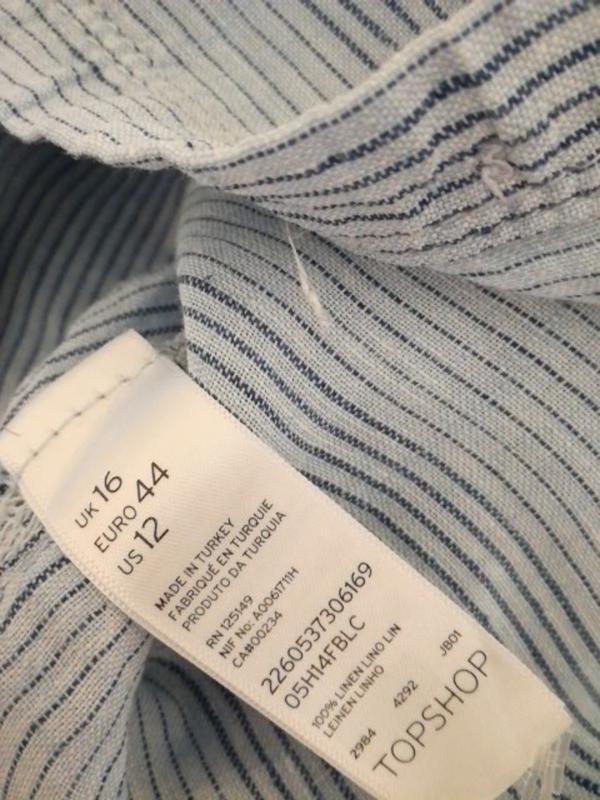 UK 16
EURO 44
US 12
MADE IN TURKEY
FABRIQUÉ EN TURQUIE
PRODUTO DA TURQUIA
RN 125149
NIF No: A0061711H
CA#00234
2260537306169
05H14FBLC
100% LINEN LINO LIN
LEINEN LINHO
2984 4292 JB01
TOPSHOP